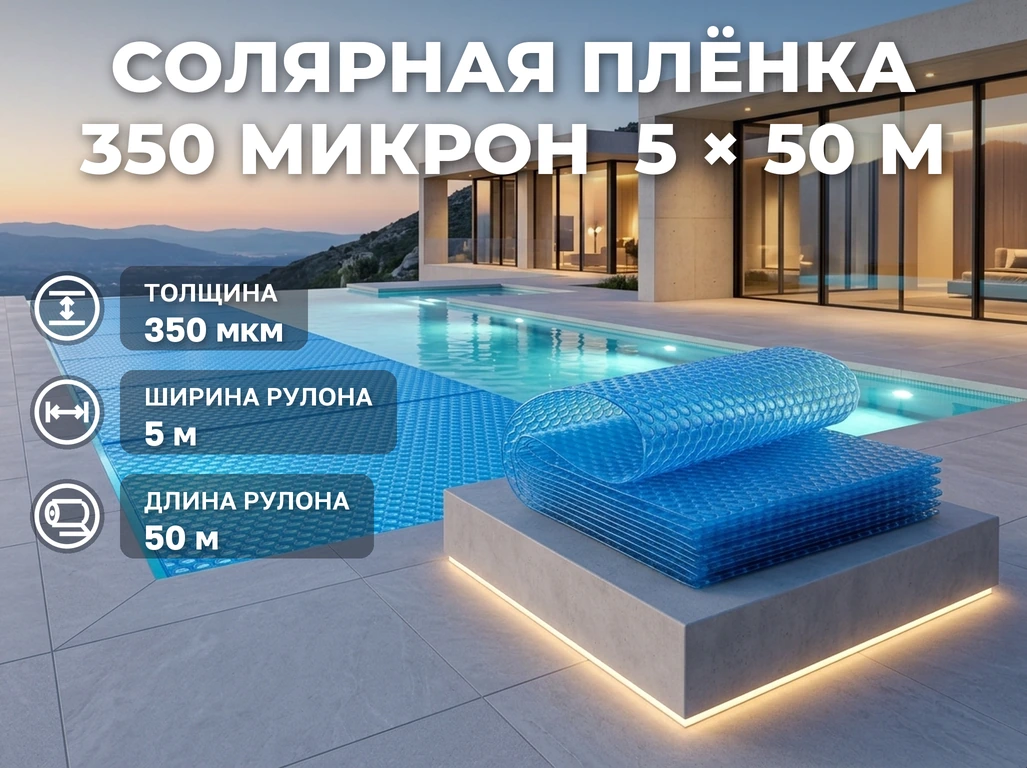 СОЛЯРНАЯ ПЛЁНКА
350 МИКРОН 5 × 50 М
ТОЛЩИНА
350 мкм
ШИРИНА РУЛОНА
5 м
ДЛИНА РУЛОНА
50 м